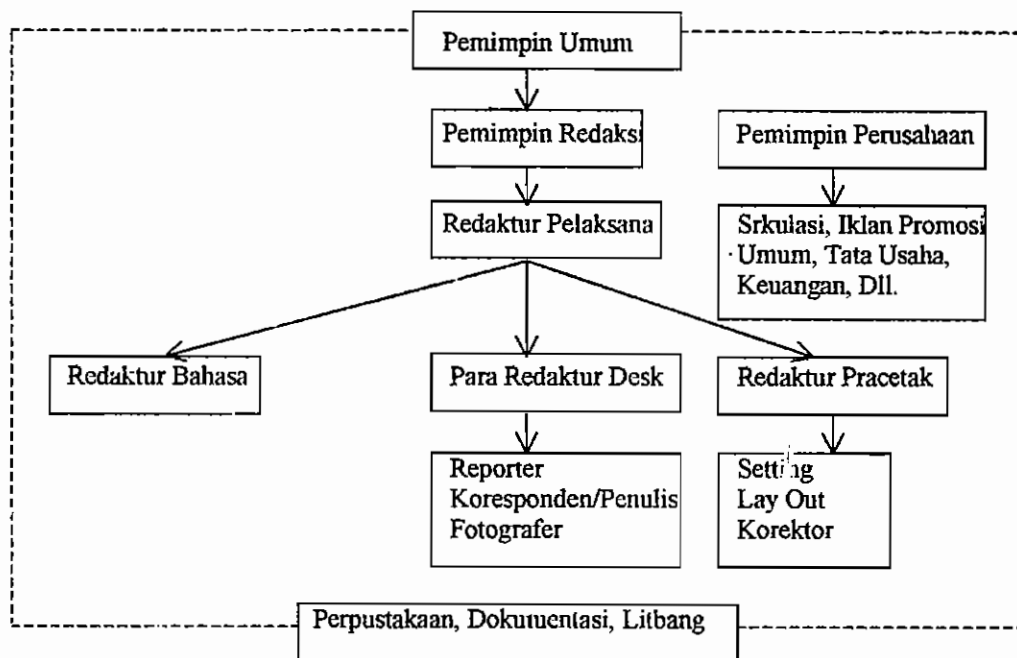 Pemimpin Umum
Pemimpin Redaksi
Pemimpin Perusahaan
Redaktur Pelaksana
Srkulasi, Iklan Promosi
Umum, Tata Usaha,
Keuangan, Dll.
Redaktur Bahasa
Para Redaktur Desk
Redaktur Pracetak
Reporter
Koresponden/Penulis
Fotografer
Setting
Lay Out
Korektor
Perpustakaan, Dokumentasi, Litbang